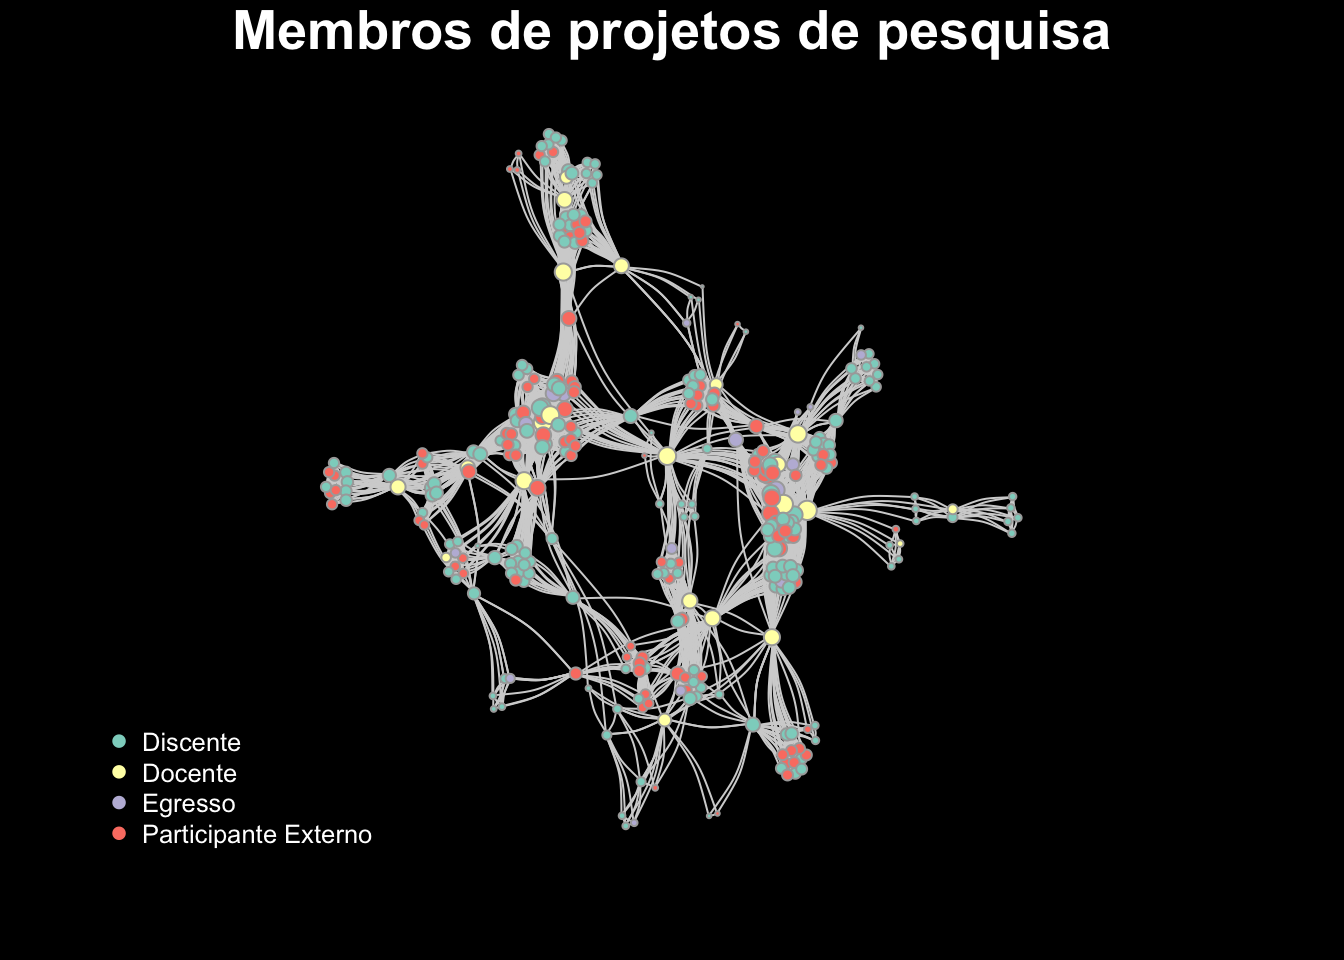 Membros de projetos de pesquisa
Discente
Docente
Egresso
Participante Externo